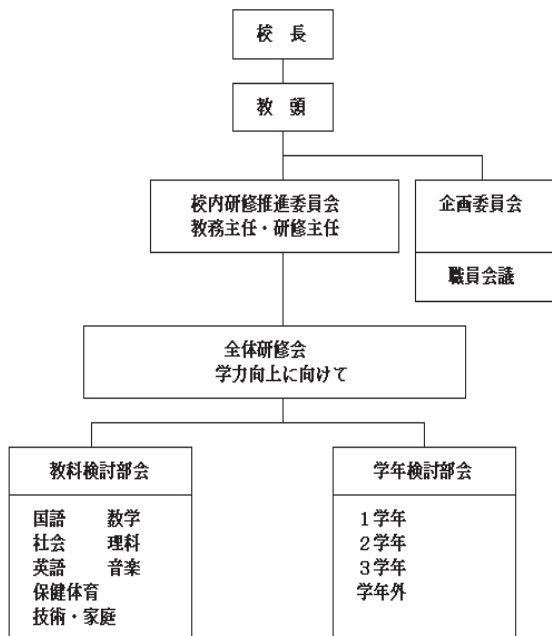 校 長
教 頭
校内研修推進委員会
教務主任・研修主任
企画委員会
職員会議
全体研修会
学力向上に向けて
教科検討部会
国語 数学
社会 理科
英語 音楽
保健体育
技術・家庭
学年検討部会
1学年
2学年
3学年
学年外